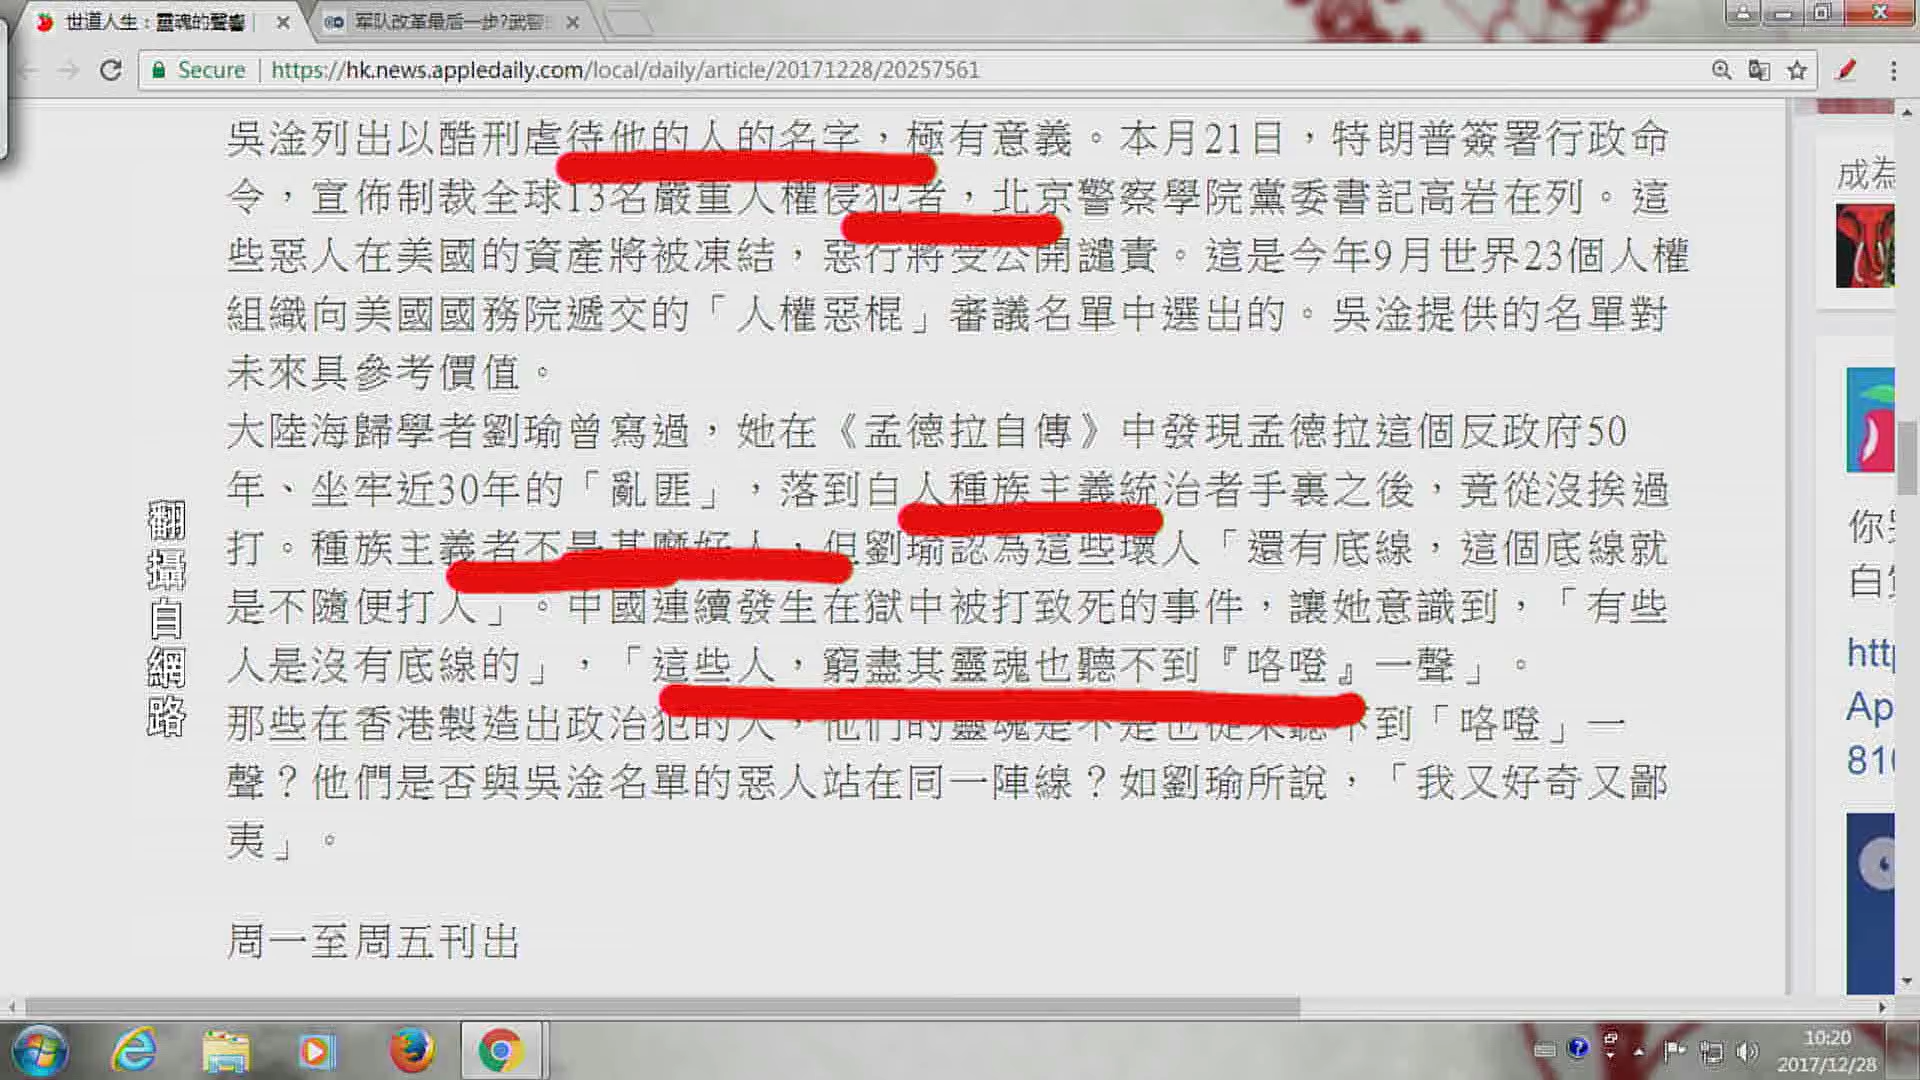 世道人生：靈魂的聲響
军队改革最后一步?武警
Secure
https://hk.news.appledaily.com/local/daily/article/20171228/20257561
吳淦列出以酷刑虐待他的人的名字，極有意義。本月21日，特朗普簽署行政命
令，宣佈制裁全球13名嚴重人權侵犯者，北京警察學院黨委書記高岩在列。這
些惡人在美國的資產將被凍結，惡行將受公開譴責。這是今年9月世界23個人權
組織向美國國務院遞交的「人權惡棍」審議名單中選出的。吳淦提供的名單對
未來具參考價值。
大陸海歸學者劉瑜曾寫過，她在《孟德拉自傳》中發現孟德拉這個反政府50
年、坐牢近30年的「亂匪」，落到白人種族主義統治者手裏之後，竟從沒挨過
打。種族主義者不是甚麼好人，但劉瑜認為這些壞人「還有底線，這個底線就
是不隨便打人」。中國連續發生在獄中被打致死的事件，讓她意識到，「有些
人是沒有底線的」，「這些人，窮盡其靈魂也聽不到『咯噔』一聲」。
那些在香港製造出政治犯的人，他們的靈魂是不是也從來聽不到「咯噔」一
聲？他們是否與吳淦名單的惡人站在同一陣線？如劉瑜所說，「我又好奇又鄙
夷」。
周一至周五刊出
翻攝自網路
成為
自
http
Ap
810
10:20
2017/12/28